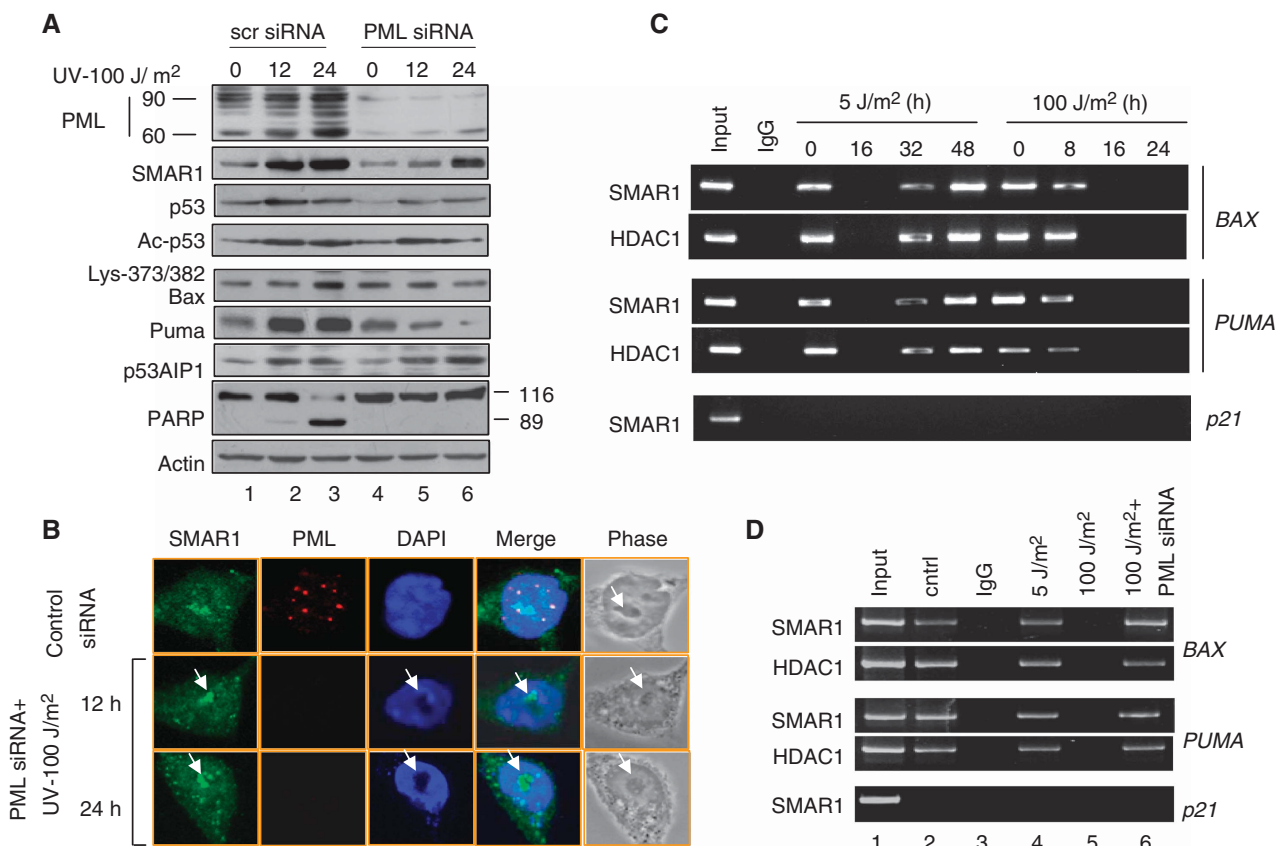 A
scr siRNA PML siRNA
UV-100 J/ m² 0 12 24 0 12 24
PML 90
60
SMAR1
p53
Ac-p53
Lys-373/382
Bax
Puma
p53AIP1
PARP 116
89
Actin
1 2 3 4 5 6
B
SMAR1 PML DAPI Merge Phase
Control
siRNA
PML siRNA+
UV-100 J/m²
12 h
24 h
C
Input IgG 5 J/m² (h) 100 J/m² (h)
0 16 32 48 0 8 16 24
SMAR1
HDAC1
BAX
SMAR1
HDAC1
PUMA
SMAR1 p21
D
Input cntrl IgG 5 J/m² 100 J/m² 100 J/m²+
PML siRNA
SMAR1
HDAC1
BAX
SMAR1
HDAC1
PUMA
SMAR1 p21
1 2 3 4 5 6